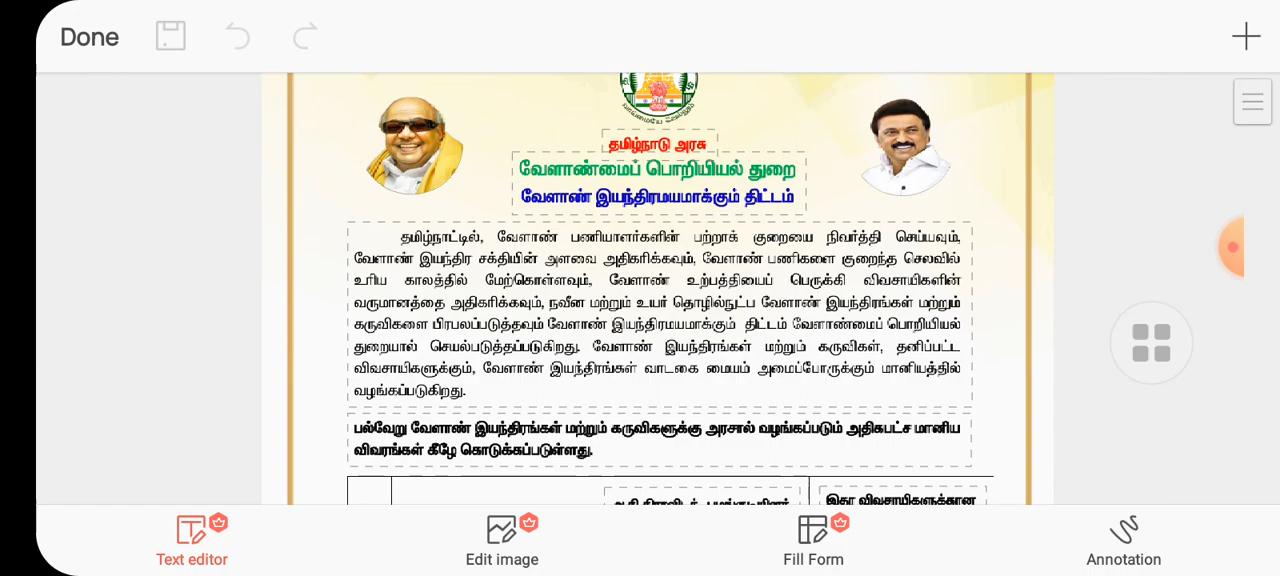 Done
தமிழ்நாடு அரசு
வேளாண்மைப் பொறியியல் துறை
வேளாண் இயந்திரமயமாக்கும் திட்டம்
தமிழ்நாட்டில், வேளாண் பணியாளர்களின் பற்றாக் குறையை நிவர்த்தி செய்யவும்,
வேளாண் இயந்திர சக்தியின் அளவை அதிகரிக்கவும், வேளாண் பணிகளை குறைந்த செலவில்
உரிய காலத்தில் மேற்கொள்ளவும், வேளாண் உற்பத்தியைப் பெருக்கி விவசாயிகளின்
வருமானத்தை அதிகரிக்கவும், நவீன மற்றும் உயர் தொழில்நுட்ப வேளாண் இயந்திரங்கள் மற்றும்
கருவிகளை பிரபலப்படுத்தவும் வேளாண் இயந்திரமயமாக்கும் திட்டம் வேளாண்மைப் பொறியியல்
துறையால் செயல்படுத்தப்படுகிறது. வேளாண் இயந்திரங்கள் மற்றும் கருவிகள், தனிப்பட்ட
விவசாயிகளுக்கும், வேளாண் இயந்திரங்கள் வாடகை மையம் அமைப்போருக்கும் மானியத்தில்
வழங்கப்படுகிறது.
பல்வேறு வேளாண் இயந்திரங்கள் மற்றும் கருவிகளுக்கு அரசால் வழங்கப்படும் அதிகபட்ச மானிய
விவரங்கள் கீழே கொடுக்கப்படுள்ளது.
இதர விவசாயிகளுக்கான
Text editor
Edit image
Fill Form
Annotation